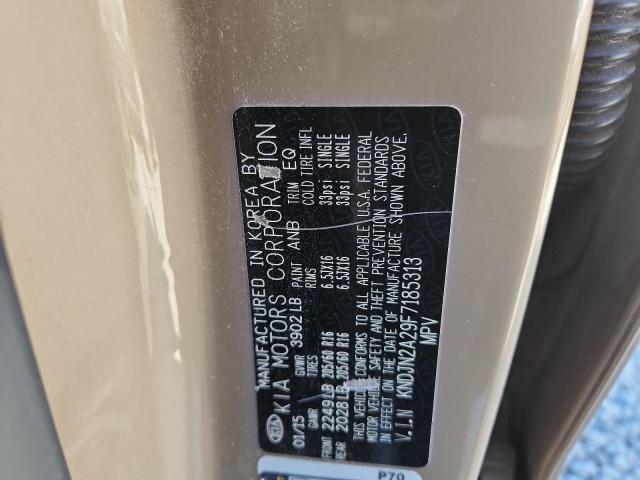 MANUFACTURED IN KOREA BY
KIA KIA MOTORS CORPORATION
01/15 GVWR 3902 LB PAINT ANB TRIM EQ
GAWR TIRES RIMS COLD TIRE INFL
FRONT 2249 LB 205/60 R16 6.5JX16 33psi SINGLE
REAR 2028 LB 205/60 R16 6.5JX16 33psi SINGLE
THIS VEHICLE CONFORMS TO ALL APPLICABLE U.S.A. FEDERAL
MOTOR VEHICLE SAFETY AND THEFT PREVENTION STANDARDS
IN EFFECT ON THE DATE OF MANUFACTURE SHOWN ABOVE.
V.I.N KNDJN2A29F7185313
MPV
P70